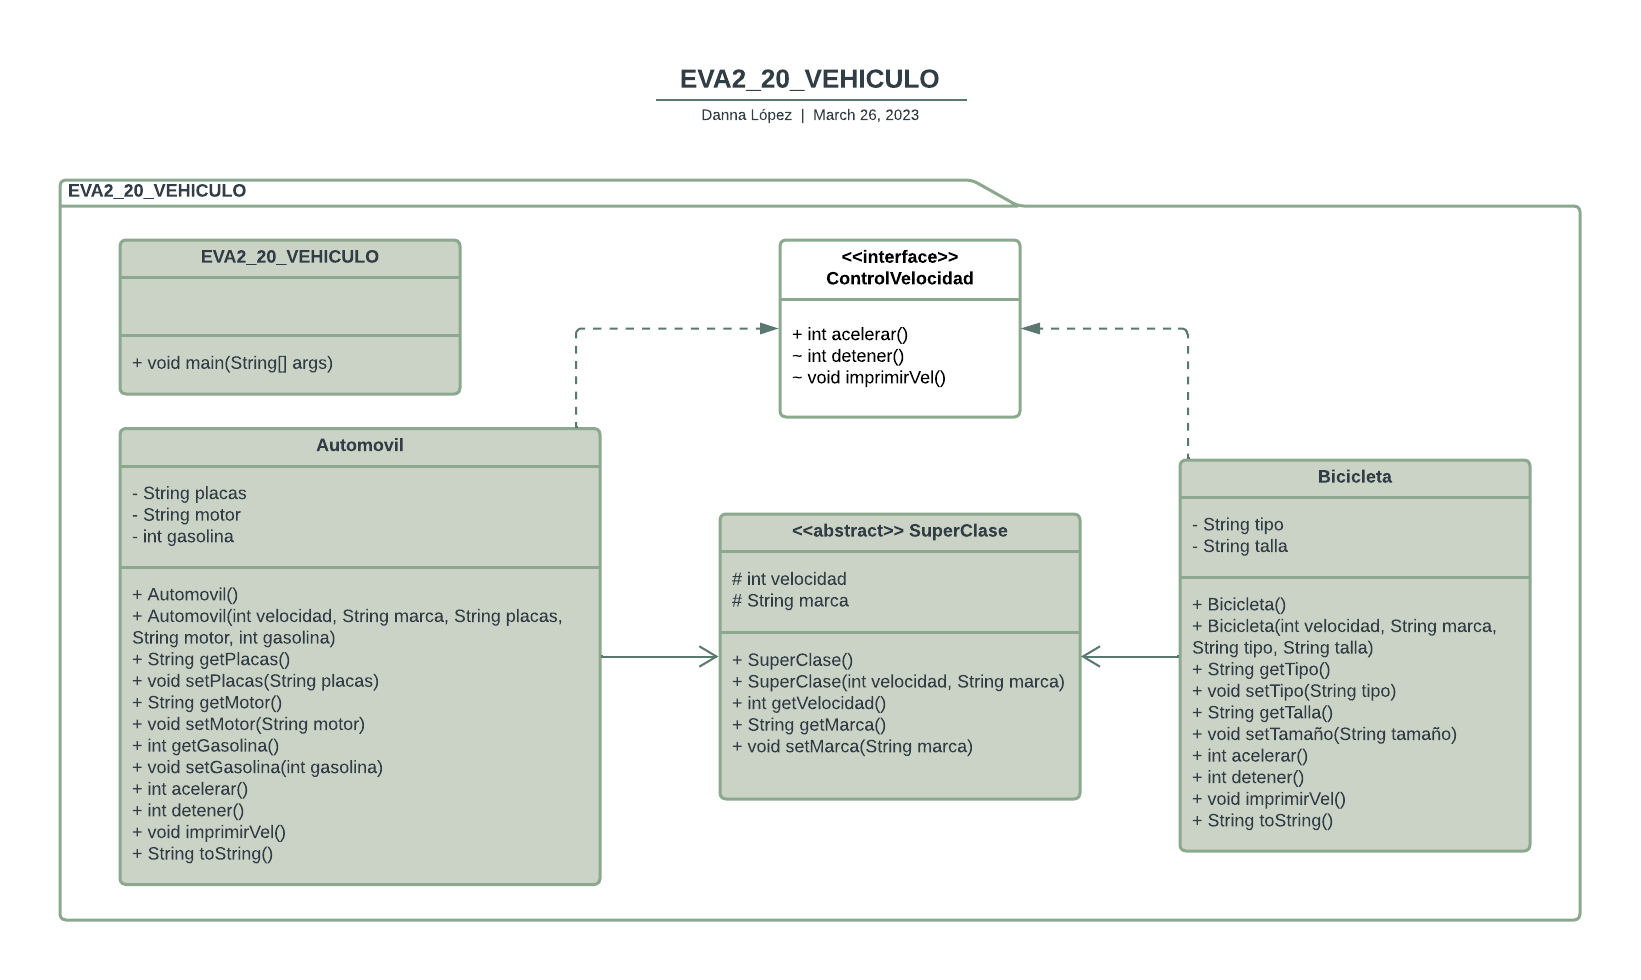 EVA2_20_VEHICULO
Danna López | March 26, 2023
EVA2_20_VEHICULO
EVA2_20_VEHICULO
+ void main(String[] args)
<<interface>>
ControlVelocidad
+ int acelerar()
~ int detener()
~ void imprimirVel()
Automovil
- String placas
- String motor
- int gasolina
+ Automovil()
+ Automovil(int velocidad, String marca, String placas,
String motor, int gasolina)
+ String getPlacas()
+ void setPlacas(String placas)
+ String getMotor()
+ void setMotor(String motor)
+ int getGasolina()
+ void setGasolina(int gasolina)
+ int acelerar()
+ int detener()
+ void imprimirVel()
+ String toString()
<<abstract>> SuperClase
# int velocidad
# String marca
+ SuperClase()
+ SuperClase(int velocidad, String marca)
+ int getVelocidad()
+ String getMarca()
+ void setMarca(String marca)
Bicicleta
- String tipo
- String talla
+ Bicicleta()
+ Bicicleta(int velocidad, String marca,
String tipo, String talla)
+ String getTipo()
+ void setTipo(String tipo)
+ String getTalla()
+ void setTamaño(String tamaño)
+ int acelerar()
+ int detener()
+ void imprimirVel()
+ String toString()